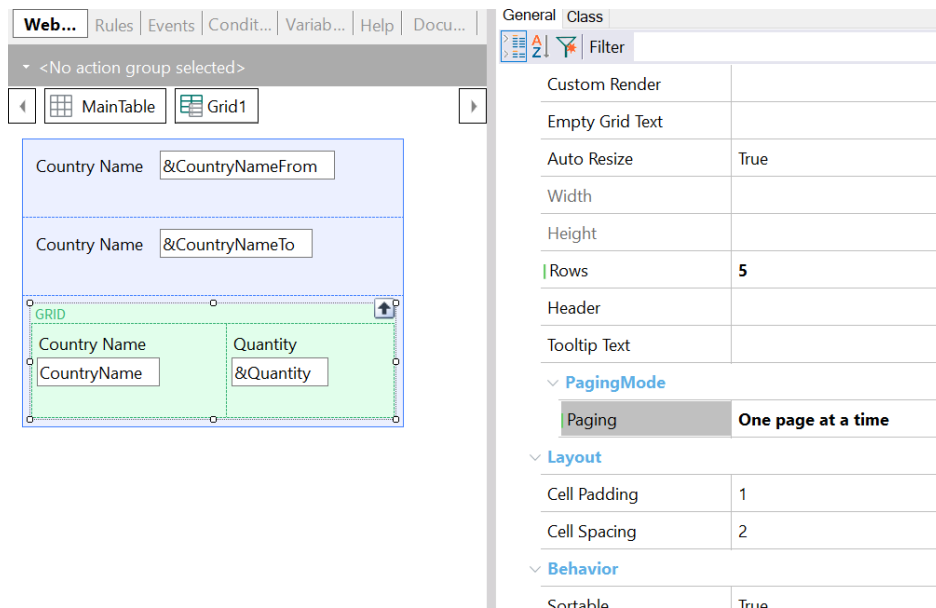 Web... Rules Events Condit... Variab... Help Docu...
<No action group selected>
MainTable Grid1
Country Name &CountryNameFrom
Country Name &CountryNameTo
GRID
Country Name Quantity
CountryName &Quantity
General Class
A Z Filter
Custom Render
Empty Grid Text
Auto Resize True
Width
Height
Rows 5
Header
Tooltip Text
PagingMode
Paging One page at a time
Layout
Cell Padding 1
Cell Spacing 2
Behavior
Sortable True